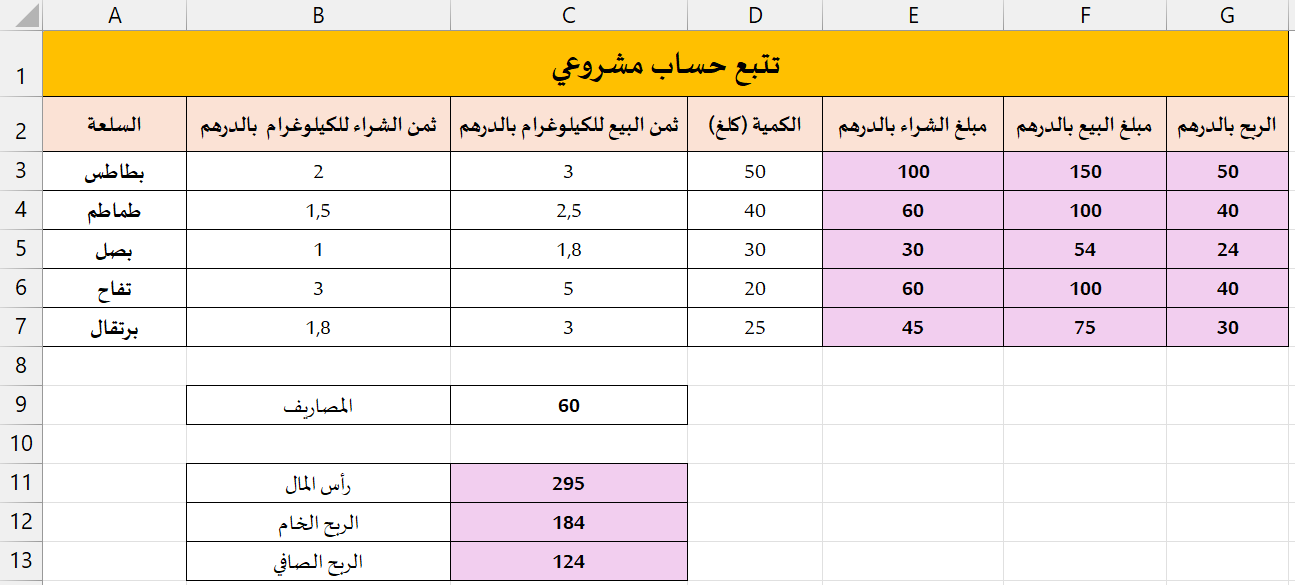 A B C D E F G
1 تتبع حساب مشروعي
2 السلعة ثمن الشراء للكيلوغرام بالدرهم ثمن البيع للكيلوغرام بالدرهم الكمية (كلغ) مبلغ الشراء بالدرهم مبلغ البيع بالدرهم الربح بالدرهم
3 بطاطس 2 3 50 100 150 50
4 طماطم 1,5 2,5 40 60 100 40
5 بصل 1 1,8 30 30 54 24
6 تفاح 3 5 20 60 100 40
7 برتقال 1,8 3 25 45 75 30
8
9 المصاريف 60
10
11 رأس المال 295
12 الربح الخام 184
13 الربح الصافي 124